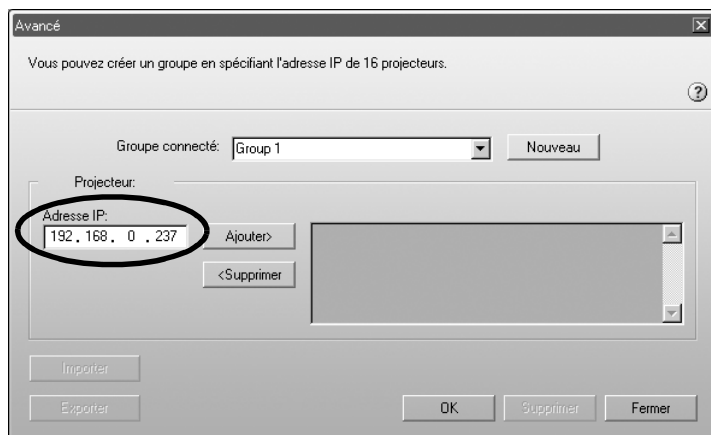 Avancé
Vous pouvez créer un groupe en spécifiant l'adresse IP de 16 projecteurs.
Groupe connecté: Group 1 Nouveau
Projecteur:
Adresse IP:
192 . 168 . 0 . 237 Ajouter>
<Supprimer
Importer
Exporter OK Supprimer Fermer